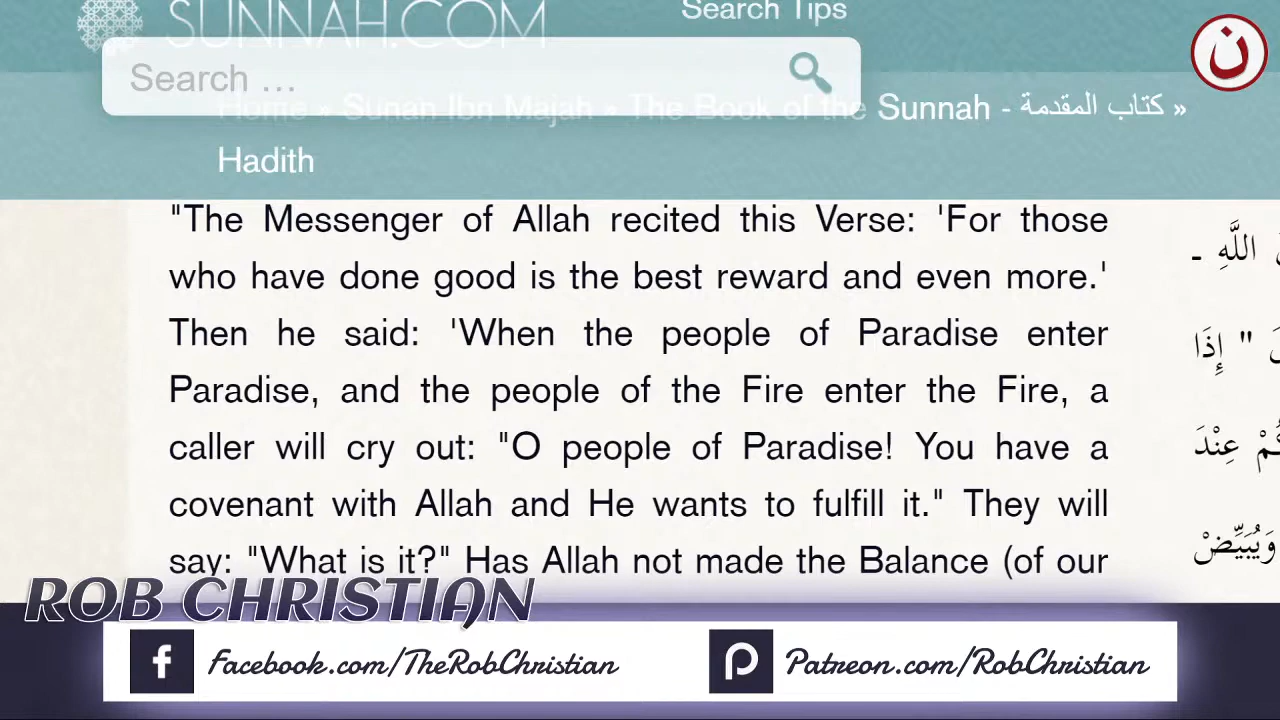 SUNNAH.COM
Search Tips
ن
Search ...
Home » Sunan Ibn Majah » The Book of the Sunnah - كتاب المقدمة »
Hadith
"The Messenger of Allah recited this Verse: 'For those
who have done good is the best reward and even more.'
Then he said: 'When the people of Paradise enter
Paradise, and the people of the Fire enter the Fire, a
caller will cry out: "O people of Paradise! You have a
covenant with Allah and He wants to fulfill it." They will
say: "What is it?" Has Allah not made the Balance (of our
اللَّهِ ـ
" إِذَا
عِنْدَ
وَيُبَيِّضْ
ROB CHRISTIAN
Facebook.com/TheRobChristian
Patreon.com/RobChristian